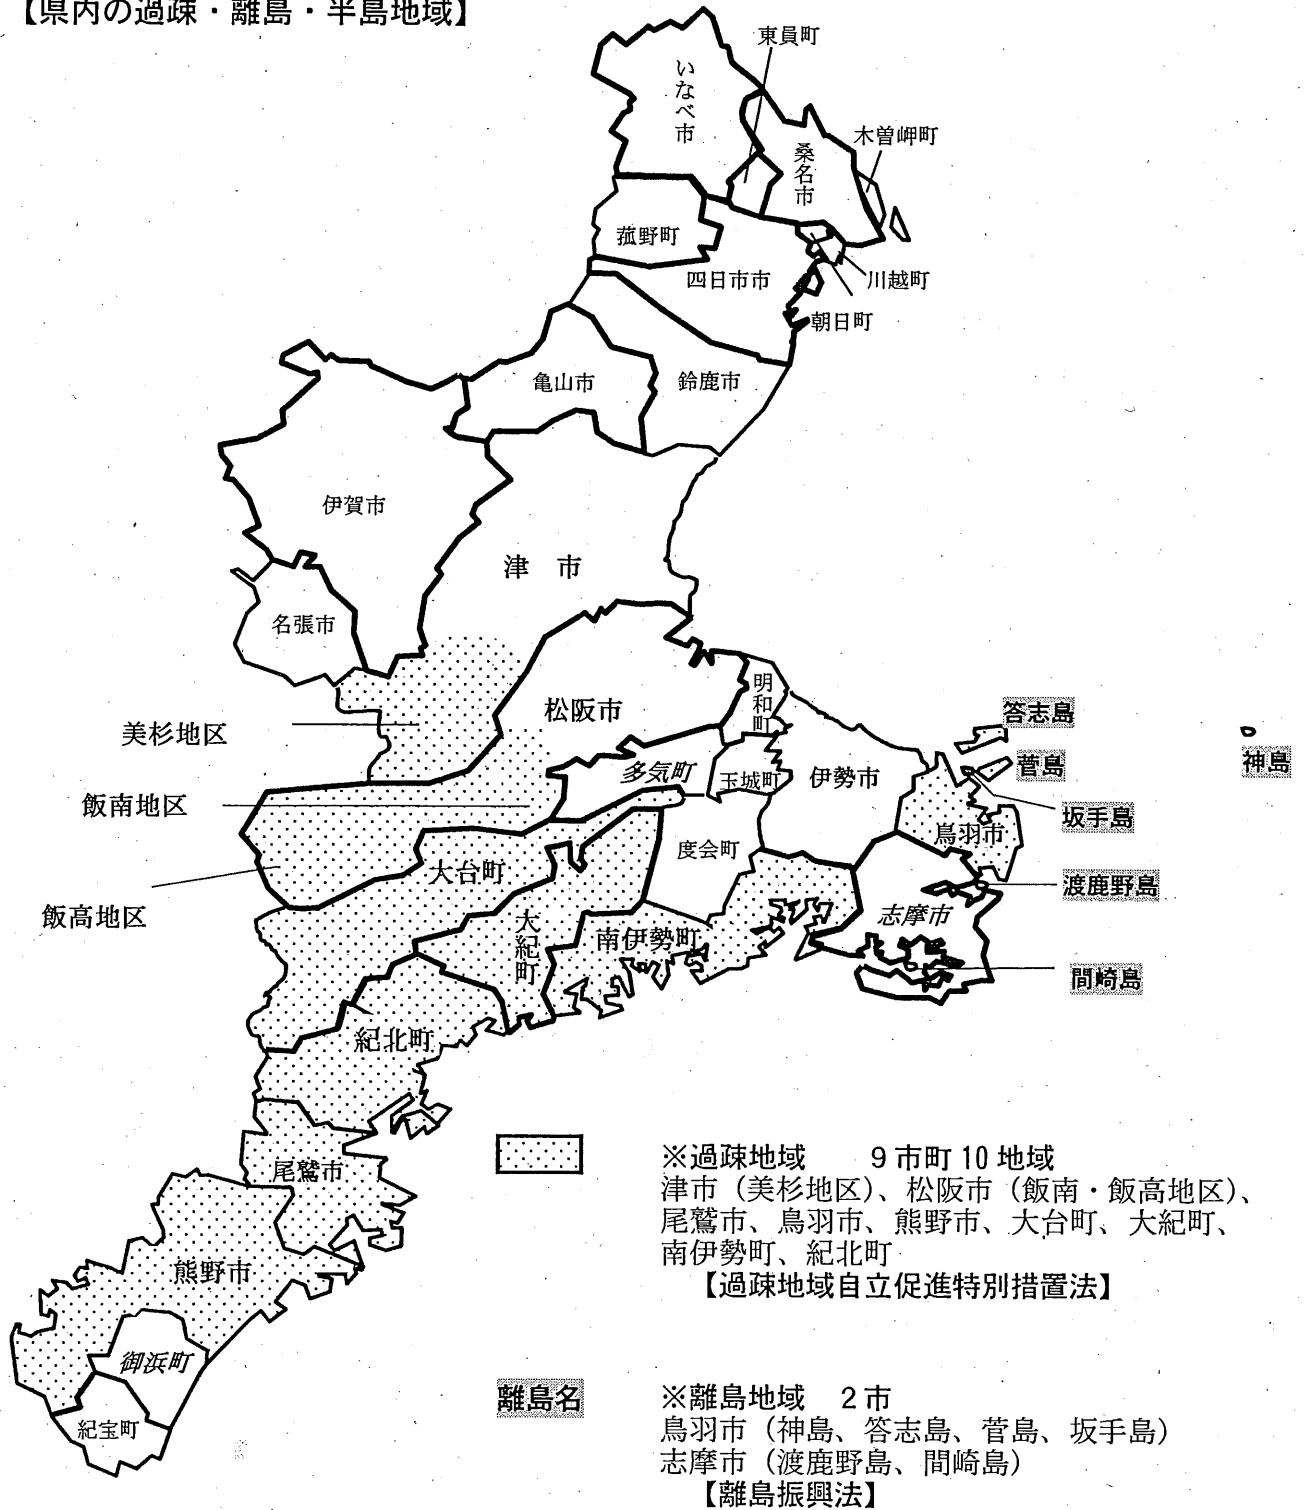 【県内の過疎・離島・半島地域】
東員町
いなべ市
木曽岬町
桑名市
菰野町
四日市市
川越町
朝日町
亀山市
鈴鹿市
伊賀市
津 市
名張市
美杉地区
松阪市
明和町
答志島
神島
菅島
多気町
玉城町
伊勢市
飯南地区
坂手島
鳥羽市
度会町
大台町
渡鹿野島
飯高地区
志摩市
大紀町
南伊勢町
間崎島
紀北町
尾鷲市
熊野市
御浜町
紀宝町
※過疎地域 9市町10地域
津市（美杉地区）、松阪市（飯南・飯高地区）、
尾鷲市、鳥羽市、熊野市、大台町、大紀町、
南伊勢町、紀北町
【過疎地域自立促進特別措置法】
離島名
※離島地域 2市
鳥羽市（神島、答志島、菅島、坂手島）
志摩市（渡鹿野島、間崎島）
【離島振興法】